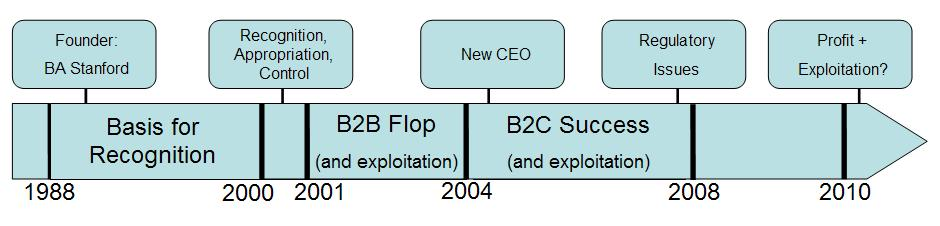 Founder:
BA Stanford
Recognition,
Appropriation,
Control
New CEO
Regulatory
Issues
Profit +
Exploitation?
Basis for
Recognition
B2B Flop
(and exploitation)
B2C Success
(and exploitation)
1988
2000
2001
2004
2008
2010